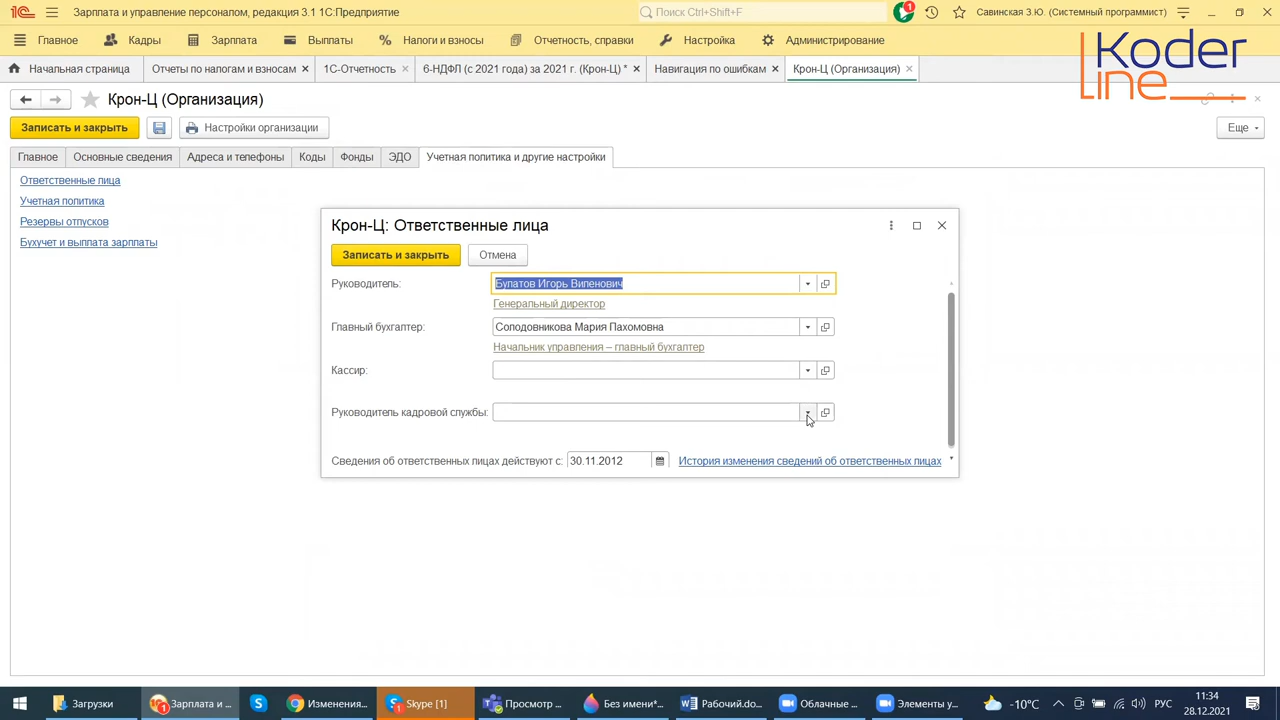 Зарплата и управление персоналом, редакция 3.1 1С:Предприятие
Поиск Ctrl+Shift+F
1
Савинская З.Ю. (Системный программист)
Главное
Кадры
Зарплата
Выплаты
Налоги и взносы
Отчетность, справки
Настройка
Администрирование
Koder
Line
Начальная страница
Отчеты по налогам и взносам
1С-Отчетность
6-НДФЛ (с 2021 года) за 2021 г. (Крон-Ц) *
Навигация по ошибкам
Крон-Ц (Организация)
Крон-Ц (Организация)
Записать и закрыть
Настройки организации
Еще
Главное
Основные сведения
Адреса и телефоны
Коды
Фонды
ЭДО
Учетная политика и другие настройки
Ответственные лица
Учетная политика
Резервы отпусков
Бухучет и выплата зарплаты
Крон-Ц: Ответственные лица
Записать и закрыть
Отмена
Руководитель:
Булатов Игорь Виленович
Генеральный директор
Главный бухгалтер:
Солодовникова Мария Пахомовна
Начальник управления – главный бухгалтер
Кассир:
Руководитель кадровой службы:
Сведения об ответственных лицах действуют с:
30.11.2012
История изменения сведений об ответственных лицах
Загрузки
1
Зарплата и ...
Изменения...
1
Skype [1]
Просмотр ...
Без имени*...
Рабочий.do...
Облачные ...
Элементы у...
-10°C
РУС
11:34
28.12.2021